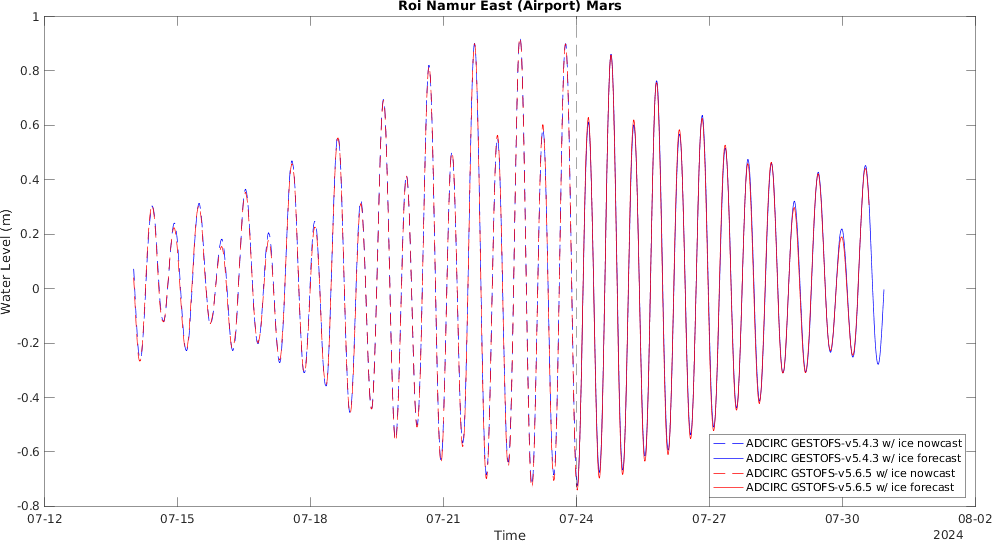 Roi Namur East (Airport) Mars
1
0.8
0.6
0.4
0.2
0
-0.2
-0.4
-0.6
-0.8
Water Level (m)
ADCIRC GESTOFS-v5.4.3 w/ ice nowcast
ADCIRC GESTOFS-v5.4.3 w/ ice forecast
ADCIRC GSTOFS-v5.6.5 w/ ice nowcast
ADCIRC GSTOFS-v5.6.5 w/ ice forecast
07-12 07-15 07-18 07-21 07-24 07-27 07-30 08-02
Time
2024